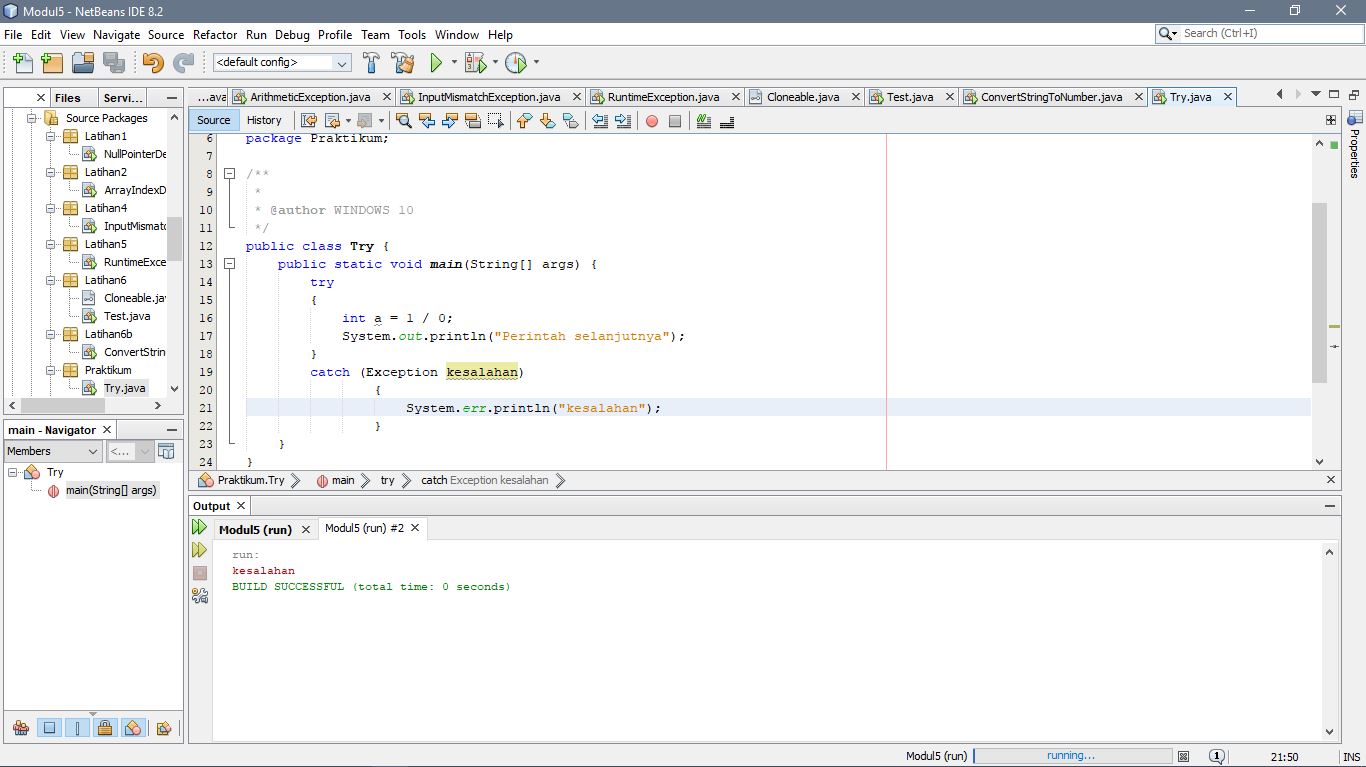 Modul5 - NetBeans IDE 8.2
File Edit View Navigate Source Refactor Run Debug Profile Team Tools Window Help
Search (Ctrl+I)
<default config>
Files Servi...
Source Packages
Latihan1
NullPointerDe
Latihan2
ArrayIndexD
Latihan4
InputMismatc
Latihan5
RuntimeExce
Latihan6
Cloneable.jav
Test.java
Latihan6b
ConvertStrin
Praktikum
Try.java
main - Navigator
Members <...
Try
main(String[] args)
...ava ArithmeticException.java InputMismatchException.java RuntimeException.java Cloneable.java Test.java ConvertStringToNumber.java Try.java
Source History
6 package Praktikum;
7
8 /**
9 *
10 * @author WINDOWS 10
11 */
12 public class Try {
13 public static void main(String[] args) {
14 try
15 {
16 int a = 1 / 0;
17 System.out.println("Perintah selanjutnya");
18 }
19 catch (Exception kesalahan)
20 {
21 System.err.println("kesalahan");
22 }
23 }
24 }
Praktikum.Try main try catch Exception kesalahan
Properties
Output
Modul5 (run) Modul5 (run) #2
run:
kesalahan
BUILD SUCCESSFUL (total time: 0 seconds)
Modul5 (run) running... 1 21:50 INS